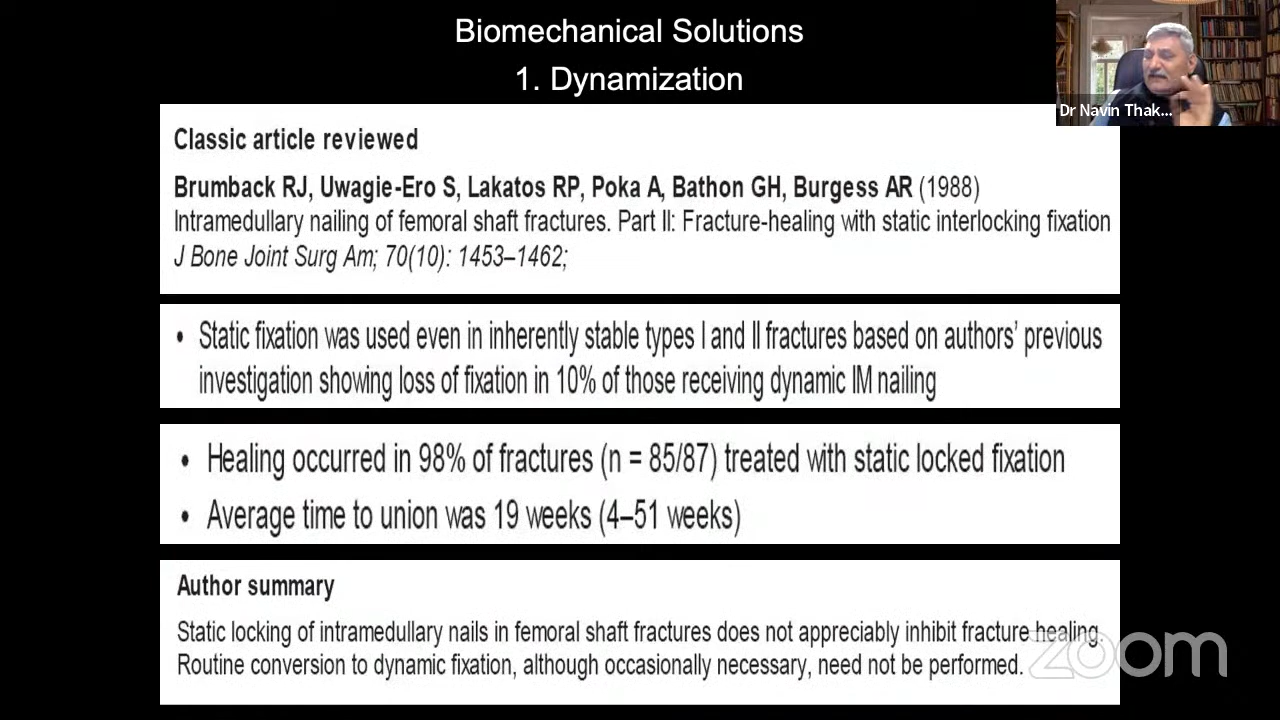 Biomechanical Solutions
1. Dynamization
Dr Navin Thak...
Classic article reviewed
Brumback RJ, Uwagie-Ero S, Lakatos RP, Poka A, Bathon GH, Burgess AR (1988)
Intramedullary nailing of femoral shaft fractures. Part II: Fracture-healing with static interlocking fixation
J Bone Joint Surg Am; 70(10): 1453–1462;
• Static fixation was used even in inherently stable types I and II fractures based on authors’ previous
investigation showing loss of fixation in 10% of those receiving dynamic IM nailing
• Healing occurred in 98% of fractures (n = 85/87) treated with static locked fixation
• Average time to union was 19 weeks (4–51 weeks)
Author summary
Static locking of intramedullary nails in femoral shaft fractures does not appreciably inhibit fracture healing.
Routine conversion to dynamic fixation, although occasionally necessary, need not be performed.
zoom